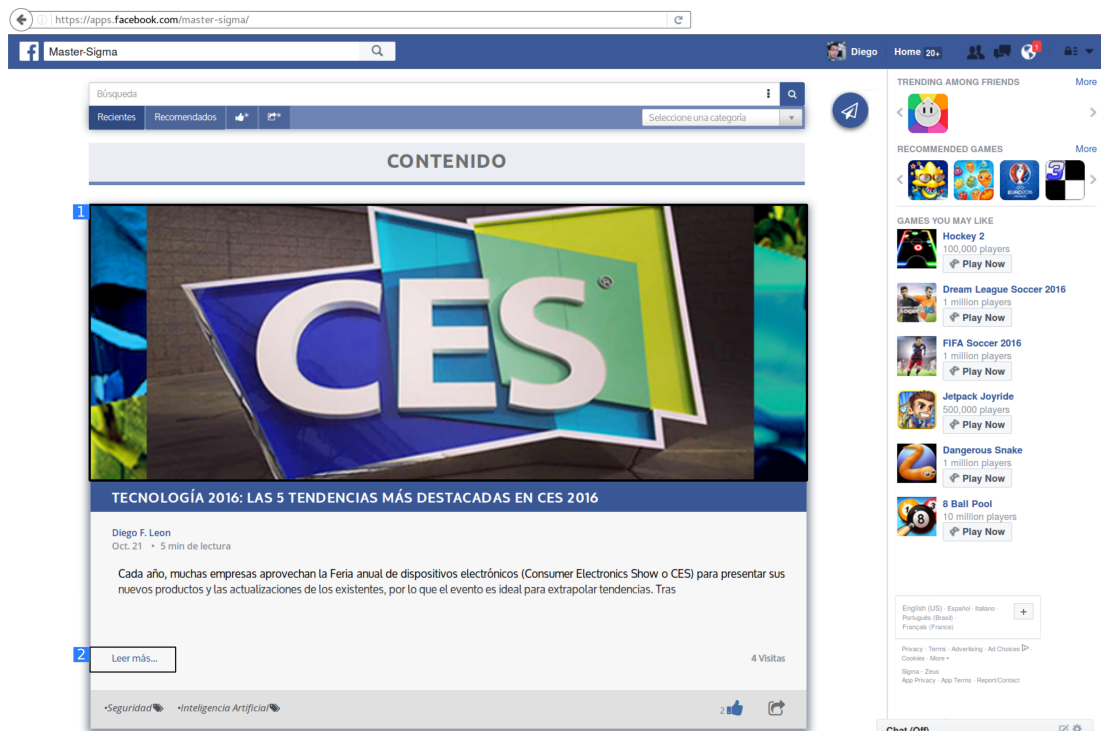 https://apps.facebook.com/master-sigma/
Master-Sigma
Diego
Home 20+
1
Búsqueda
Recientes
Recomendados
Seleccione una categoría
CONTENIDO
1
CES
TECNOLOGÍA 2016: LAS 5 TENDENCIAS MÁS DESTACADAS EN CES 2016
Diego F. Leon
Oct. 21 • 5 min de lectura
Cada año, muchas empresas aprovechan la Feria anual de dispositivos electrónicos (Consumer Electronics Show o CES) para presentar sus
nuevos productos y las actualizaciones de los existentes, por lo que el evento es ideal para extrapolar tendencias. Tras
2
Leer más...
4 Visitas
•Seguridad •Inteligencia Artificial
2
TRENDING AMONG FRIENDS
More
RECOMMENDED GAMES
More
EURO2016
3
GAMES YOU MAY LIKE
Hockey 2
100,000 players
Play Now
Dream League Soccer 2016
1 million players
Play Now
FIFA Soccer 2016
1 million players
Play Now
Jetpack Joyride
500,000 players
Play Now
Dangerous Snake
1 million players
Play Now
8 Ball Pool
10 million players
Play Now
8
English (US) · Español · Italiano ·
Português (Brasil) ·
Français (France)
+
Privacy · Terms · Advertising · Ad Choices ·
Cookies · More
Sigma · Zeus
App Privacy · App Terms · Report/Contact
Chat (Off)